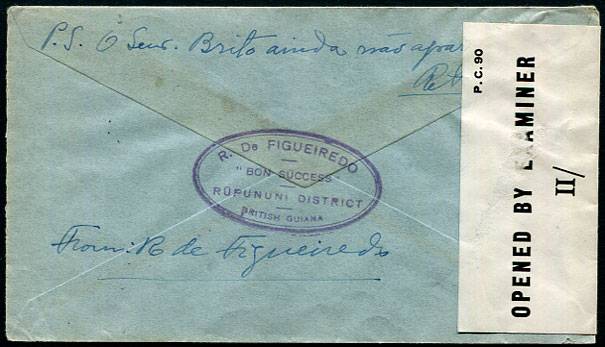 P.S. O Senr. Brito ainda não apar
R. De FIGUEIREDO
"BON SUCCESS
RŪPUNUNI DISTRICT
BRITISH GUIANA
From: R de Figueiredo
P.C.90
OPENED BY EXAMINER
II/